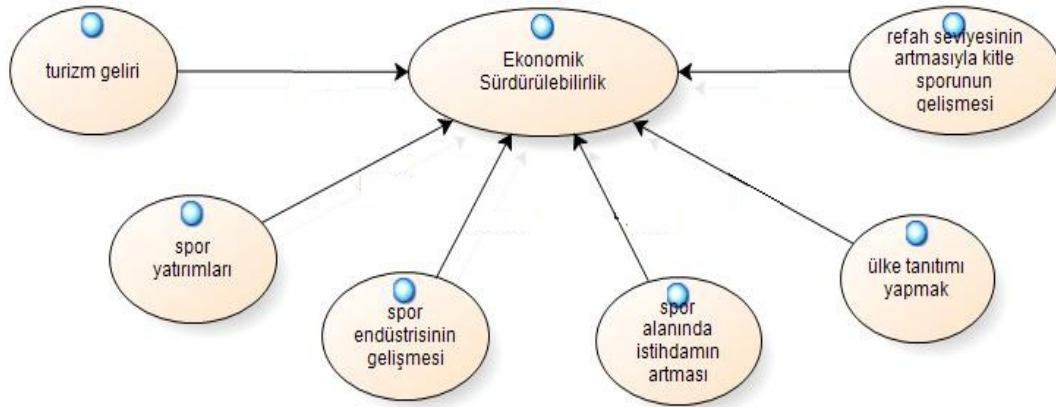 turizm geliri
Ekonomik
Sürdürülebilirlik
refah seviyesinin
artmasıyla kitle
sporunun
gelişmesi
spor
yatırımları
spor
endüstrisinin
gelişmesi
spor
alanında
istihdamın
artması
ülke tanıtımı
yapmak